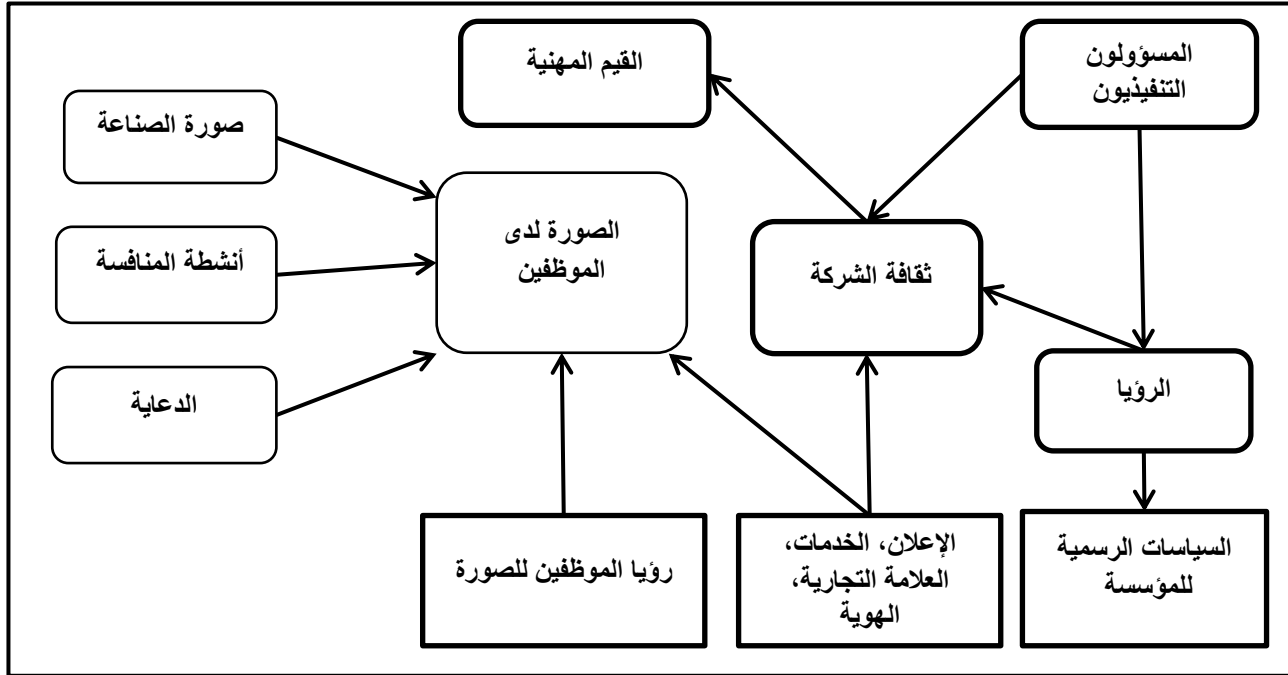 المسؤولون
التنفيذيون
القيم المهنية
صورة الصناعة
الصورة لدى
الموظفين
ثقافة الشركة
أنشطة المنافسة
الرؤيا
الدعاية
السياسات الرسمية
للمؤسسة
الإعلان، الخدمات،
العلامة التجارية،
الهوية
رؤيا الموظفين للصورة